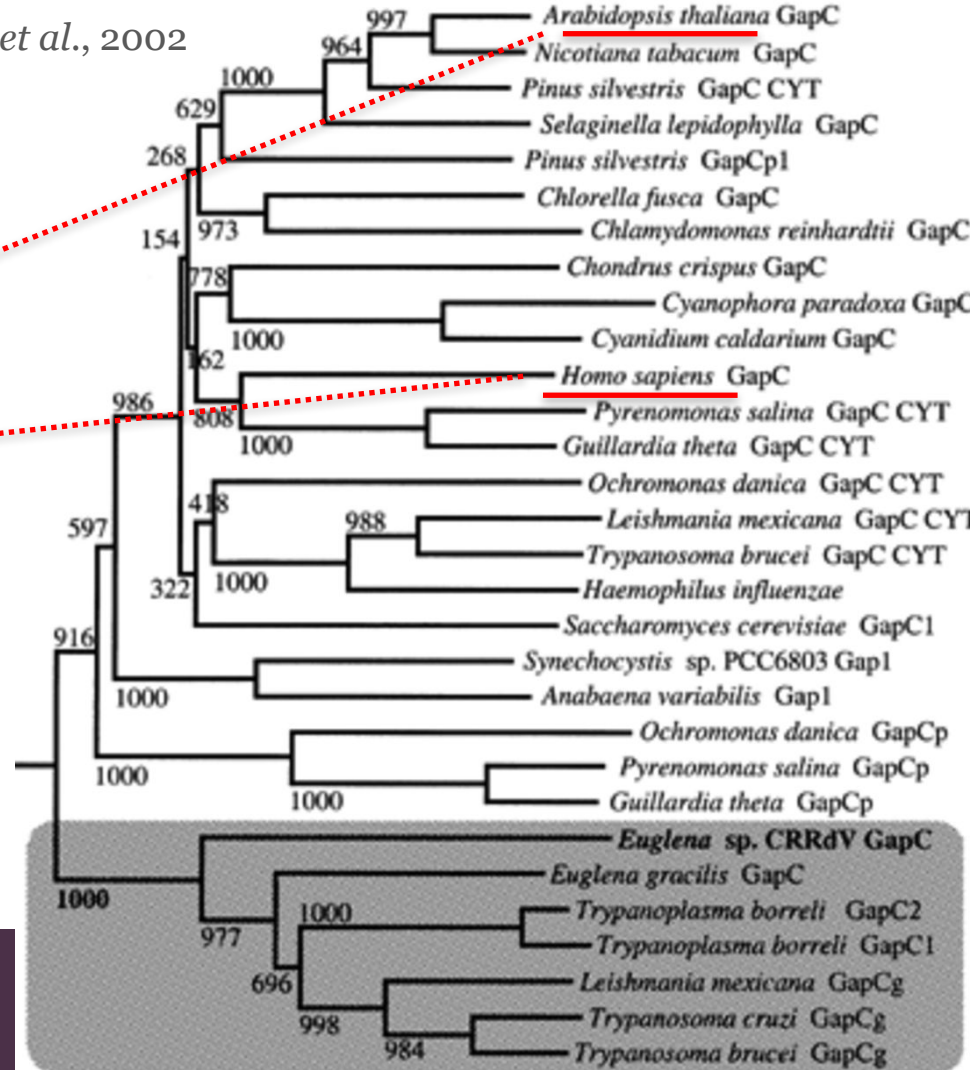 et al., 2002
997
Arabidopsis thaliana GapC
964
Nicotiana tabacum GapC
1000
Pinus silvestris GapC CYT
629
Selaginella lepidophylla GapC
268
Pinus silvestris GapCp1
Chlorella fusca GapC
154
973
Chlamydomonas reinhardtii GapC
778
Chondrus crispus GapC
Cyanophora paradoxa GapC
1000
Cyanidium caldarium GapC
162
Homo sapiens GapC
986
808
Pyrenomonas salina GapC CYT
1000
Guillardia theta GapC CYT
Ochromonas danica GapC CYT
418
988
Leishmania mexicana GapC CYT
597
Trypanosoma brucei GapC CYT
322
1000
Haemophilus influenzae
Saccharomyces cerevisiae GapC1
916
Synechocystis sp. PCC6803 Gap1
1000
Anabaena variabilis Gap1
Ochromonas danica GapCp
1000
Pyrenomonas salina GapCp
1000
Guillardia theta GapCp
Euglena sp. CRRdV GapC
1000
Euglena gracilis GapC
1000
Trypanoplasma borreli GapC2
977
Trypanoplasma borreli GapC1
696
Leishmania mexicana GapCg
998
Trypanosoma cruzi GapCg
984
Trypanosoma brucei GapCg